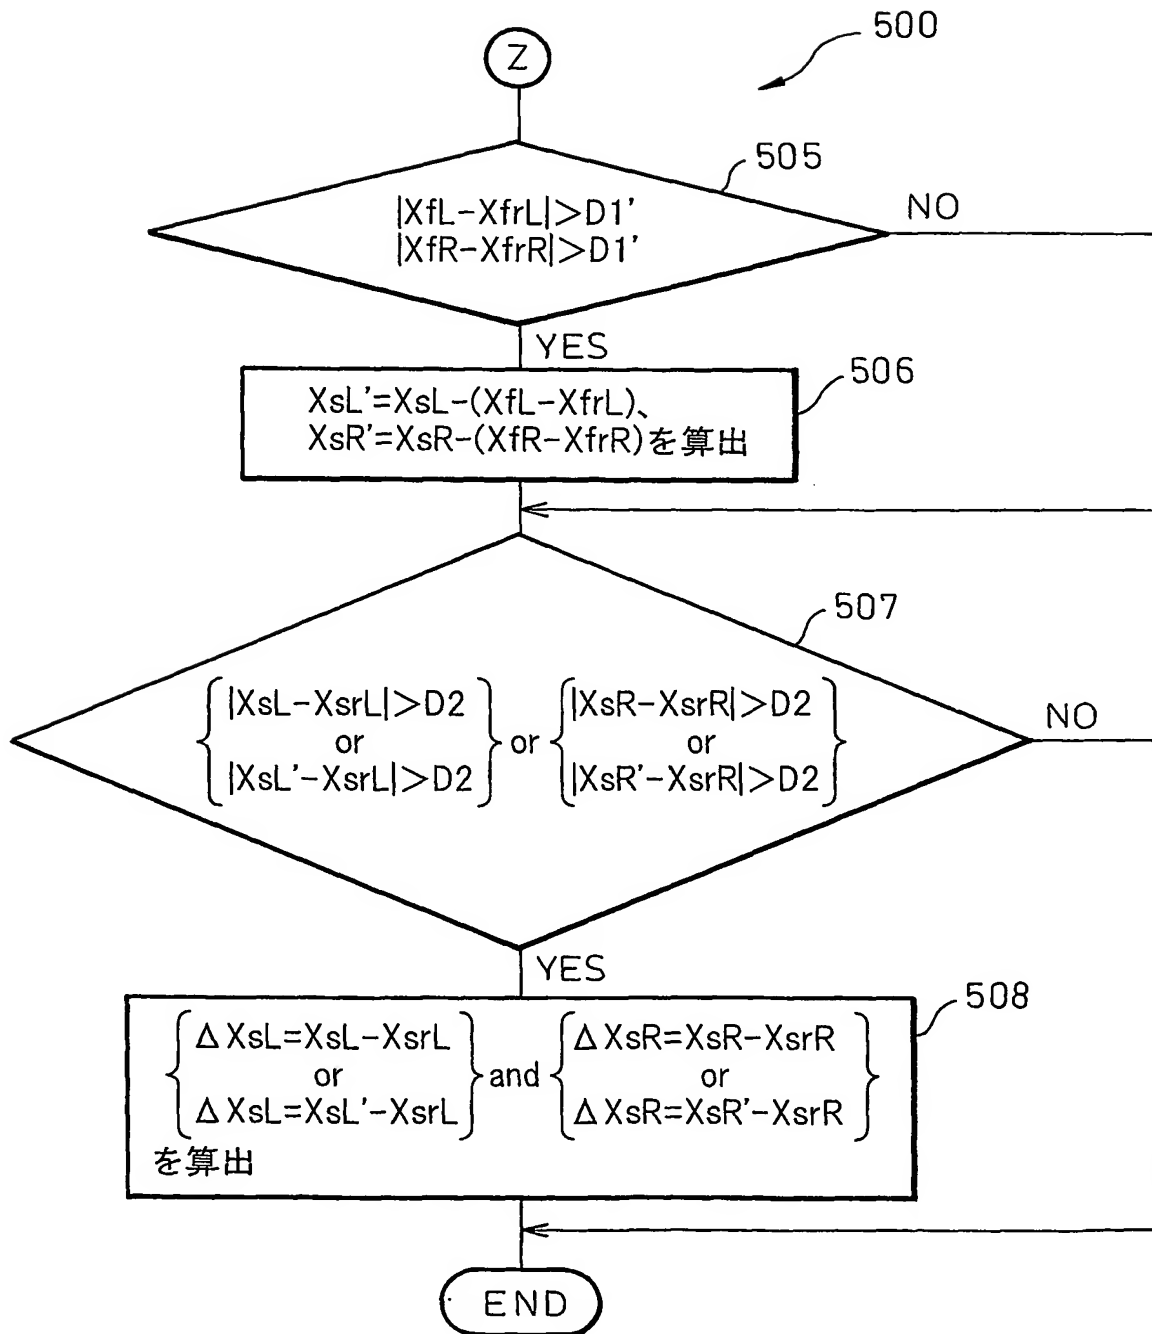 500
Z
505
|XfL-XfrL|>D1'
|XfR-XfrR|>D1'
NO
YES
506
XsL'=XsL-(XfL-XfrL)、
XsR'=XsR-(XfR-XfrR)を算出
507
|XsL-XsrL|>D2
or
|XsL'-XsrL|>D2
or
|XsR-XsrR|>D2
or
|XsR'-XsrR|>D2
NO
YES
508
ΔXsL=XsL-XsrL
or
ΔXsL=XsL'-XsrL
and
ΔXsR=XsR-XsrR
or
ΔXsR=XsR'-XsrR
を算出
END